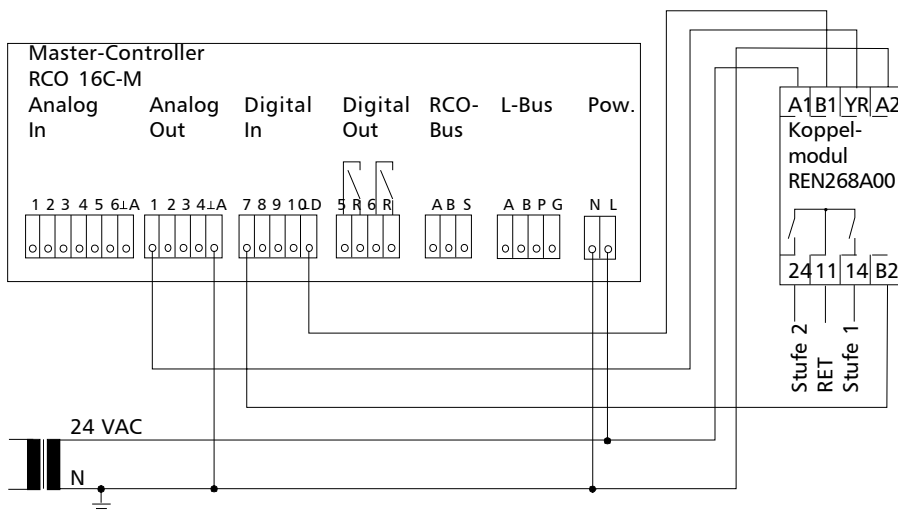 Master-Controller
RCO 16C-M
Analog In
Analog Out
Digital In
Digital Out
RCO-Bus
L-Bus
Pow.
1 2 3 4 5 6⊥A
1 2 3 4⊥A
7 8 9 10⊥D
5 R 6 R
A B S
A B P G
N L
A1 B1 YR A2
Koppel-
modul
REN268A00
24 11 14 B2
Stufe 2
RET
Stufe 1
24 VAC
N